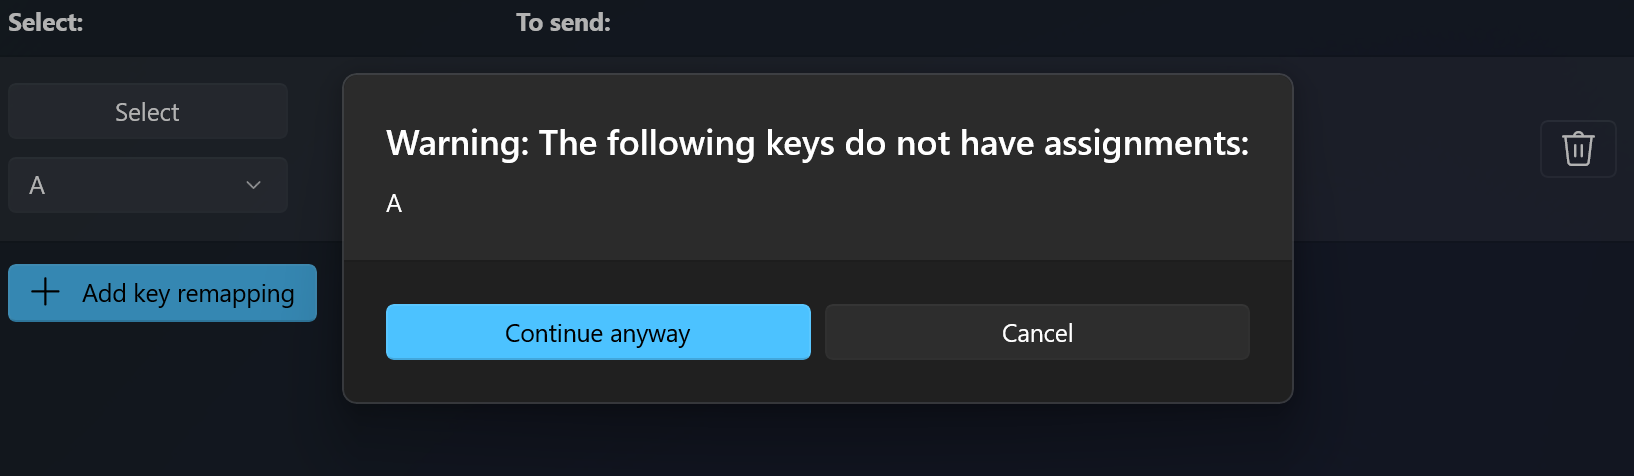 Select:
To send:
Select
A
Warning: The following keys do not have assignments:
A
Add key remapping
Continue anyway
Cancel